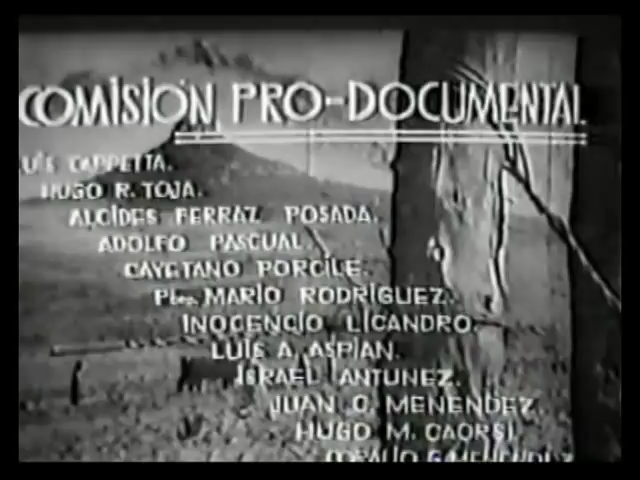 COMISIÓN PRO-DOCUMENTAL
LUIS CAPPETTA.
HUGO R. TOJA.
ALCIDES FERRAZ POSADA.
ADOLFO PASCUAL.
CAYETANO PORCILE.
Pbro. MARIO RODRIGUEZ.
INOCENCIO LICANDRO.
LUIS A. ASPIAN.
ISRAEL ANTUNEZ.
JUAN O. MENENDEZ.
HUGO M. CAORSI.